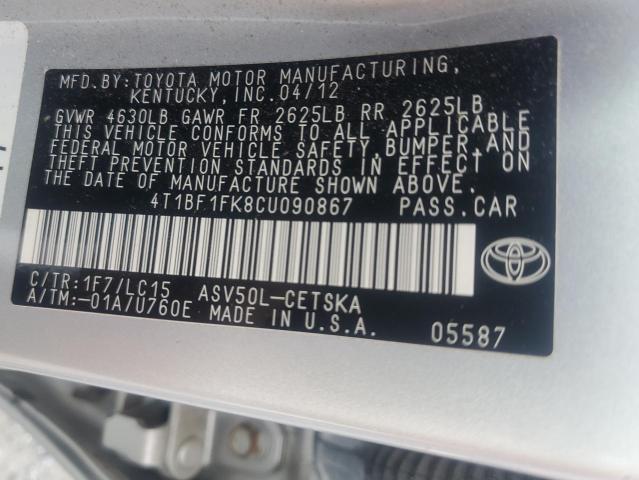 MFD.BY:TOYOTA MOTOR MANUFACTURING,
KENTUCKY, INC.04/12
GVWR 4630LB GAWR FR 2625LB RR 2625LB
THIS VEHICLE CONFORMS TO ALL APPLICABLE
FEDERAL MOTOR VEHICLE SAFETY, BUMPER, AND
THEFT PREVENTION STANDARDS IN EFFECT ON
THE DATE OF MANUFACTURE SHOWN ABOVE.
4T1BF1FK8CU090867 PASS.CAR
C/TR:1F7/LC15 ASV50L-CETSKA
A/TM:-01A/U760E MADE IN U.S.A. 05587